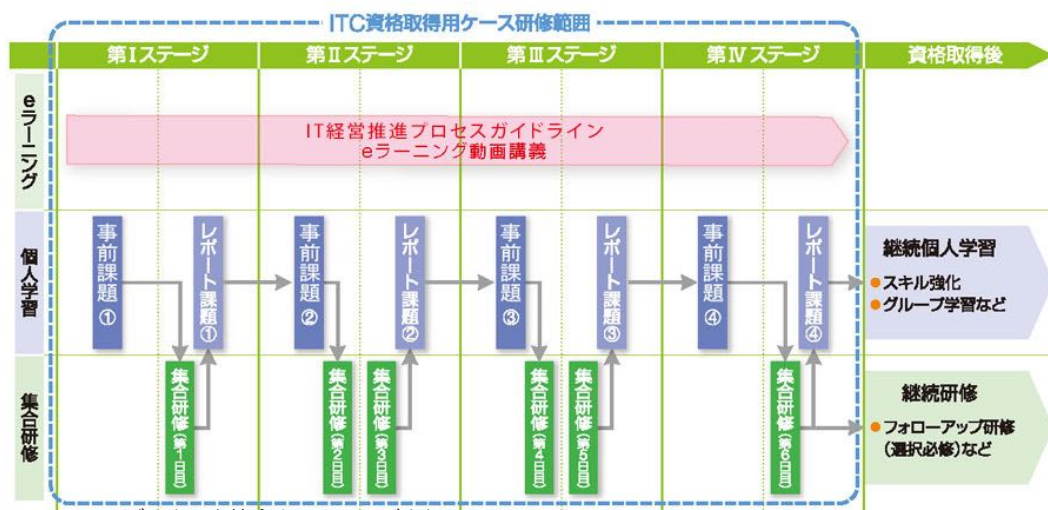 ITC資格取得用ケース研修範囲
第Ⅰステージ
第Ⅱステージ
第Ⅲステージ
第Ⅳステージ
資格取得後
eラーニング
IT経営推進プロセスガイドライン
eラーニング動画講義
個人学習
事前課題①
レポート課題①
事前課題②
レポート課題②
事前課題③
レポート課題③
事前課題④
レポート課題④
継続個人学習
●スキル強化
●グループ学習など
集合研修
集合研修(第1日目)
集合研修(第2日目)
集合研修(第3日目)
集合研修(第4日目)
集合研修(第5日目)
集合研修(第6日目)
継続研修
●フォローアップ研修
(選択必修)など